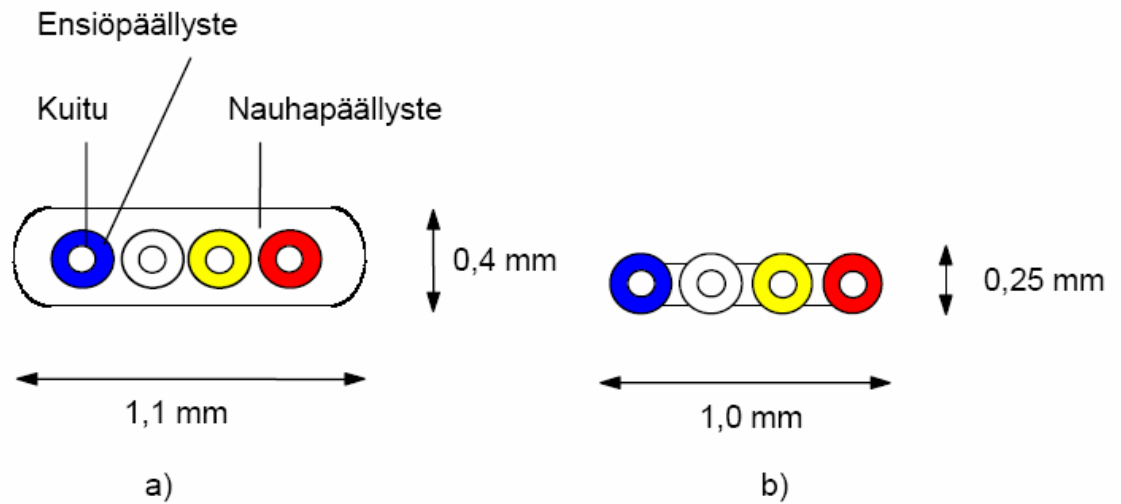 Ensiöpäällyste
Kuitu
Nauhapäällyste
0,4 mm
0,25 mm
1,1 mm
1,0 mm
a)
b)